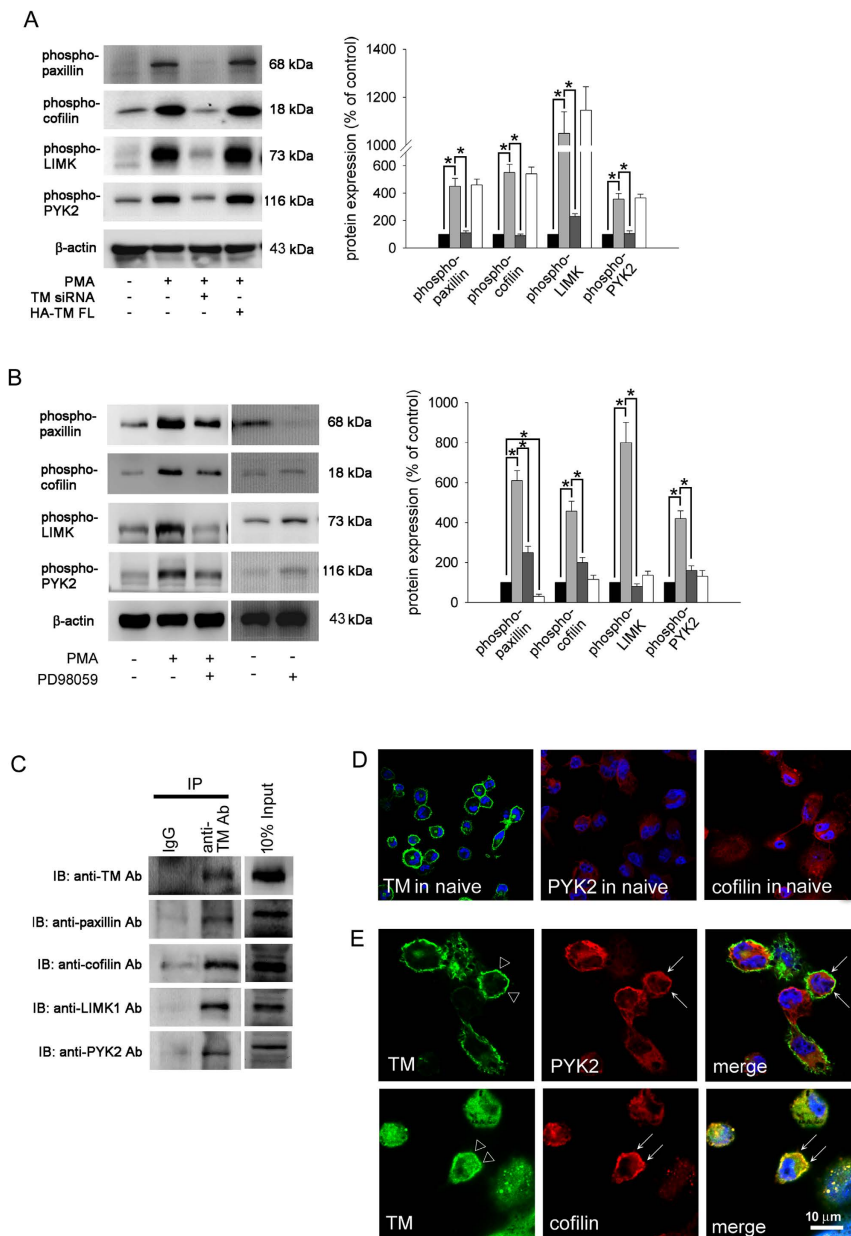 A
phospho-
paxillin
68 kDa
phospho-
cofilin
18 kDa
phospho-
LIMK
73 kDa
phospho-
PYK2
116 kDa
β-actin
43 kDa
PMA - + + +
TM siRNA - - + -
HA-TM FL - - - +
protein expression (% of control)
1400
1200
1000
600
400
200
0
* * * * * * * *
phospho-
paxillin
phospho-
cofilin
phospho-
LIMK
phospho-
PYK2
B
phospho-
paxillin
68 kDa
phospho-
cofilin
18 kDa
phospho-
LIMK
73 kDa
phospho-
PYK2
116 kDa
β-actin
43 kDa
PMA - + + - -
PD98059 - - + - +
protein expression (% of control)
1000
800
600
400
200
0
* * * * * * * * *
phospho-
paxillin
phospho-
cofilin
phospho-
LIMK
phospho-
PYK2
C
IP
IgG
anti-
TM Ab
10% Input
IB: anti-TM Ab
IB: anti-paxillin Ab
IB: anti-cofilin Ab
IB: anti-LIMK1 Ab
IB: anti-PYK2 Ab
D
TM in naive
PYK2 in naive
cofilin in naive
E
TM
PYK2
merge
TM
cofilin
merge
10 μm